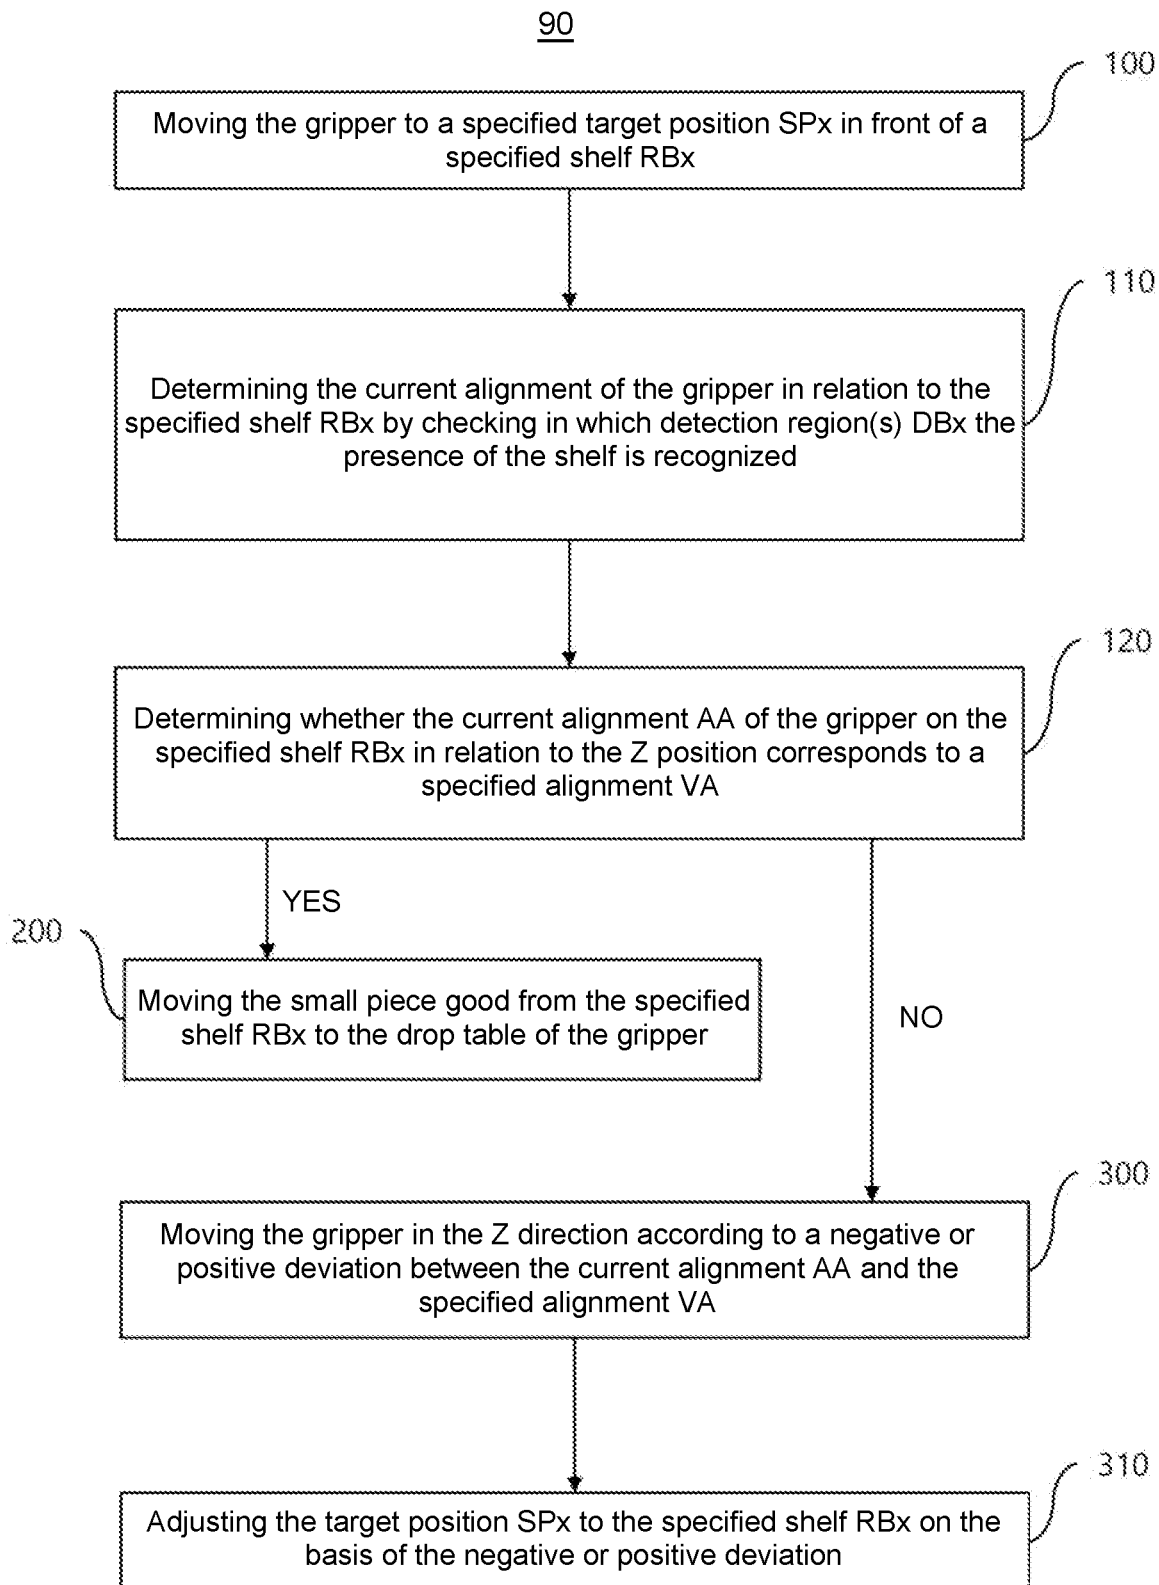 90
100
Moving the gripper to a specified target position SPx in front of a
specified shelf RBx
110
Determining the current alignment of the gripper in relation to the
specified shelf RBx by checking in which detection region(s) DBx the
presence of the shelf is recognized
120
Determining whether the current alignment AA of the gripper on the
specified shelf RBx in relation to the Z position corresponds to a
specified alignment VA
YES
200
Moving the small piece good from the specified
shelf RBx to the drop table of the gripper
NO
300
Moving the gripper in the Z direction according to a negative or
positive deviation between the current alignment AA and the
specified alignment VA
310
Adjusting the target position SPx to the specified shelf RBx on the
basis of the negative or positive deviation